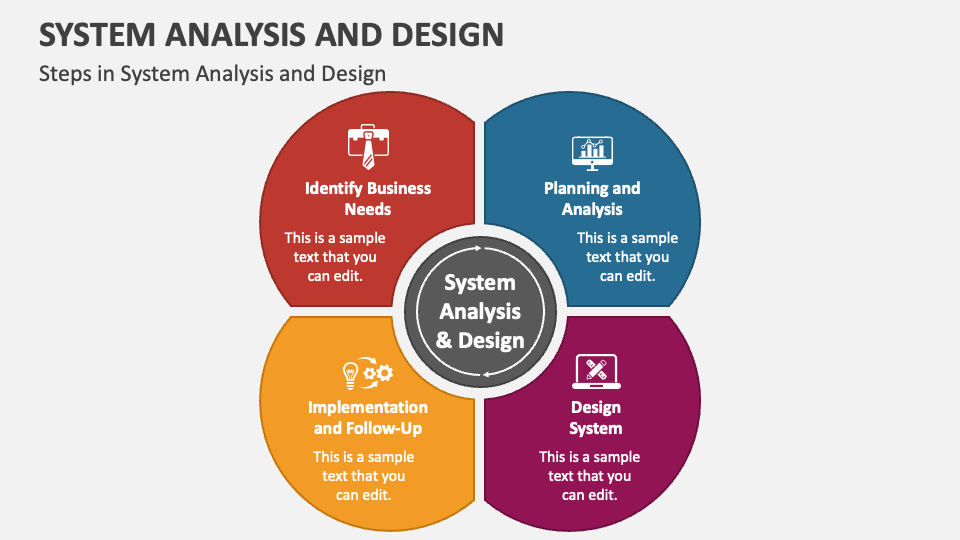 SYSTEM ANALYSIS AND DESIGN
Steps in System Analysis and Design
Identify Business
Needs
This is a sample
text that you
can edit.
Planning and
Analysis
This is a sample
text that you
can edit.
System
Analysis
& Design
Implementation
and Follow-Up
This is a sample
text that you
can edit.
Design
System
This is a sample
text that you
can edit.